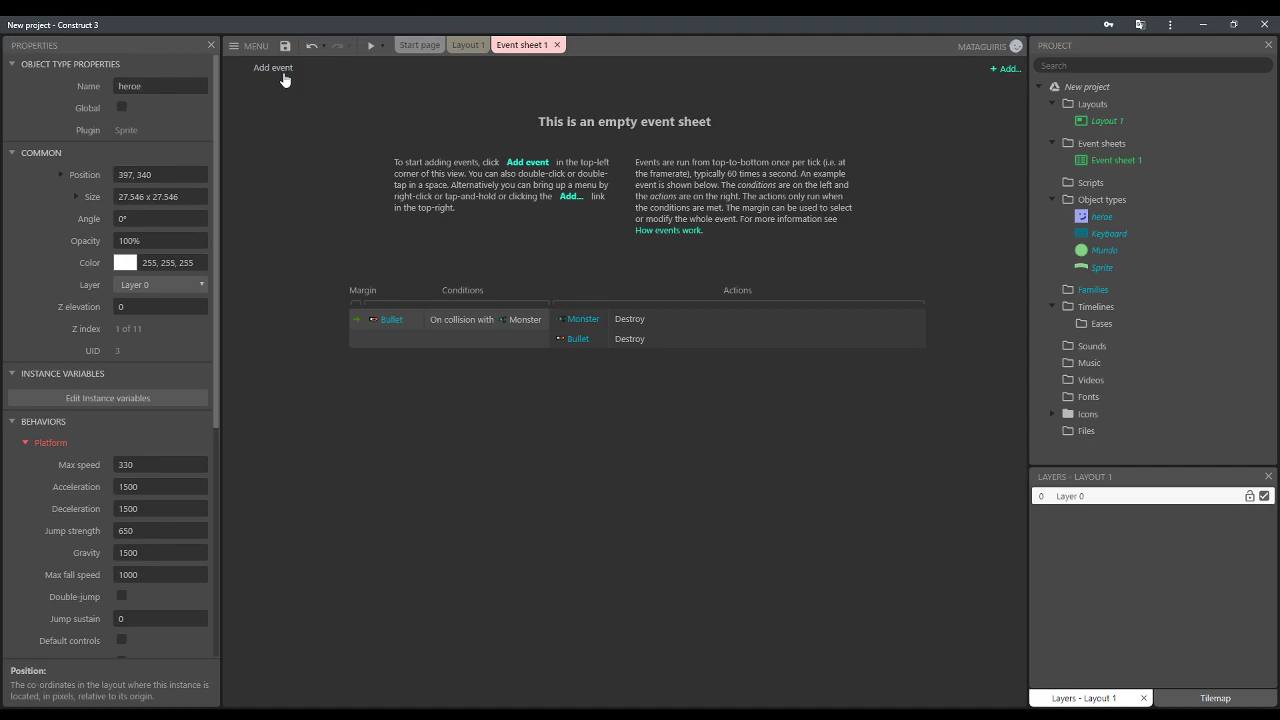 New project - Construct 3
PROPERTIES
OBJECT TYPE PROPERTIES
Name heroe
Global
Plugin Sprite
COMMON
Position 397, 340
Size 27.546 x 27.546
Angle 0°
Opacity 100%
Color 255, 255, 255
Layer Layer 0
Z elevation 0
Z index 1 of 11
UID 3
INSTANCE VARIABLES
Edit Instance variables
BEHAVIORS
Platform
Max speed 330
Acceleration 1500
Deceleration 1500
Jump strength 650
Gravity 1500
Max fall speed 1000
Double-jump
Jump sustain 0
Default controls
Position:
The co-ordinates in the layout where this instance is
located, in pixels, relative to its origin.
MENU
Start page
Layout 1
Event sheet 1
MATAGUIRIS
Add event
+ Add...
This is an empty event sheet
To start adding events, click Add event in the top-left
corner of this view. You can also double-click or double-
tap in a space. Alternatively you can bring up a menu by
right-click or tap-and-hold or clicking the Add... link
in the top-right.
Events are run from top-to-bottom once per tick (i.e. at
the framerate), typically 60 times a second. An example
event is shown below. The conditions are on the left and
the actions are on the right. The actions only run when
the conditions are met. The margin can be used to select
or modify the whole event. For more information see
How events work.
Margin Conditions Actions
Bullet On collision with Monster Monster Destroy
Bullet Destroy
PROJECT
Search
New project
Layouts
Layout 1
Event sheets
Event sheet 1
Scripts
Object types
heroe
Keyboard
Mundo
Sprite
Families
Timelines
Eases
Sounds
Music
Videos
Fonts
Icons
Files
LAYERS - LAYOUT 1
0 Layer 0
Layers - Layout 1
Tilemap